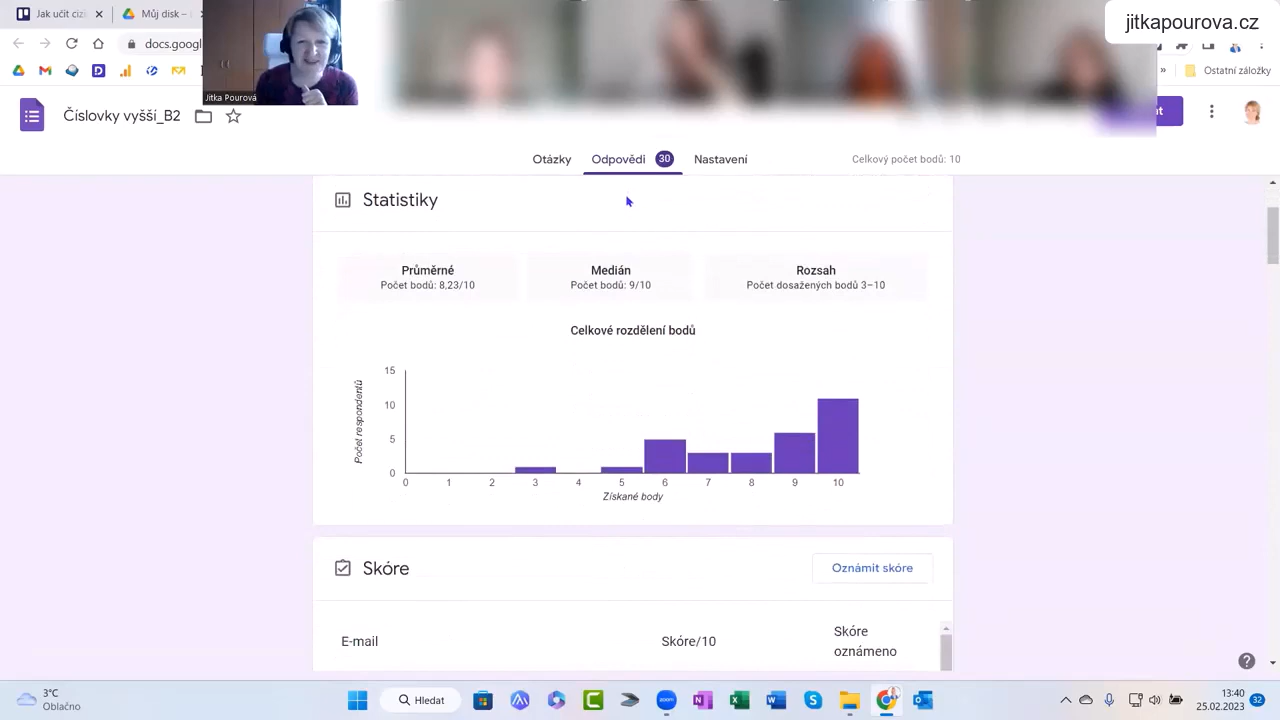 Jak učit ciz
Můj disk –
jitkapourova.cz
docs.googl
Ostatní záložky
Jitka Pourová
Číslovky vyšší_B2
Otázky
Odpovědi 30
Nastavení
Celkový počet bodů: 10
Statistiky
Průměrné
Počet bodů: 8,23/10
Medián
Počet bodů: 9/10
Rozsah
Počet dosažených bodů 3–10
Celkové rozdělení bodů
Počet respondentů
15
10
5
0
0 1 2 3 4 5 6 7 8 9 10
Získané body
Skóre
Oznámit skóre
E-mail
Skóre/10
Skóre
oznámeno
3°C
Oblačno
Hledat
13:40
25.02.2023
32